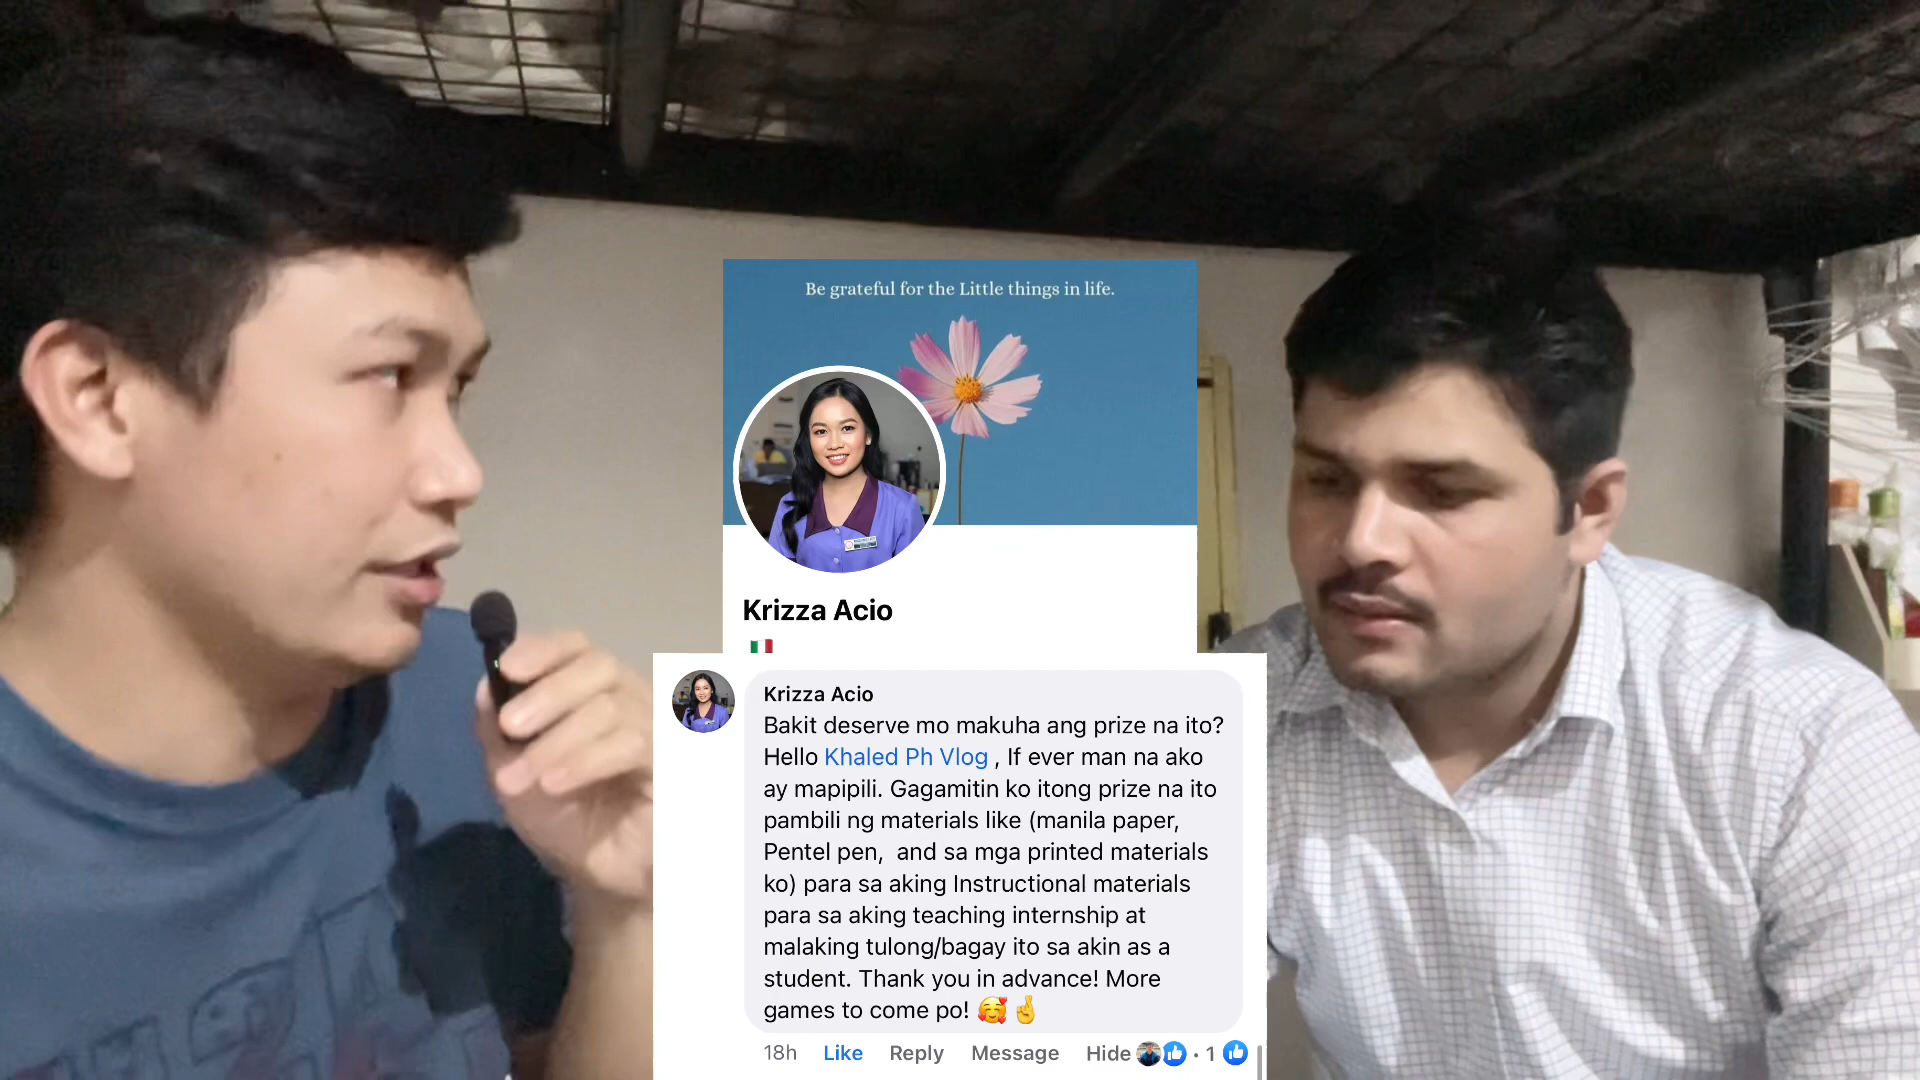 Be grateful for the Little things in life.
Krizza Acio
Krizza Acio
Bakit deserve mo makuha ang prize na ito?
Hello Khaled Ph Vlog , If ever man na ako
ay mapipili. Gagamitin ko itong prize na ito
pambili ng materials like (manila paper,
Pentel pen,  and sa mga printed materials
ko) para sa aking Instructional materials
para sa aking teaching internship at
malaking tulong/bagay ito sa akin as a
student. Thank you in advance! More
games to come po! 🥰🤞
18h Like Reply Message Hide · 1